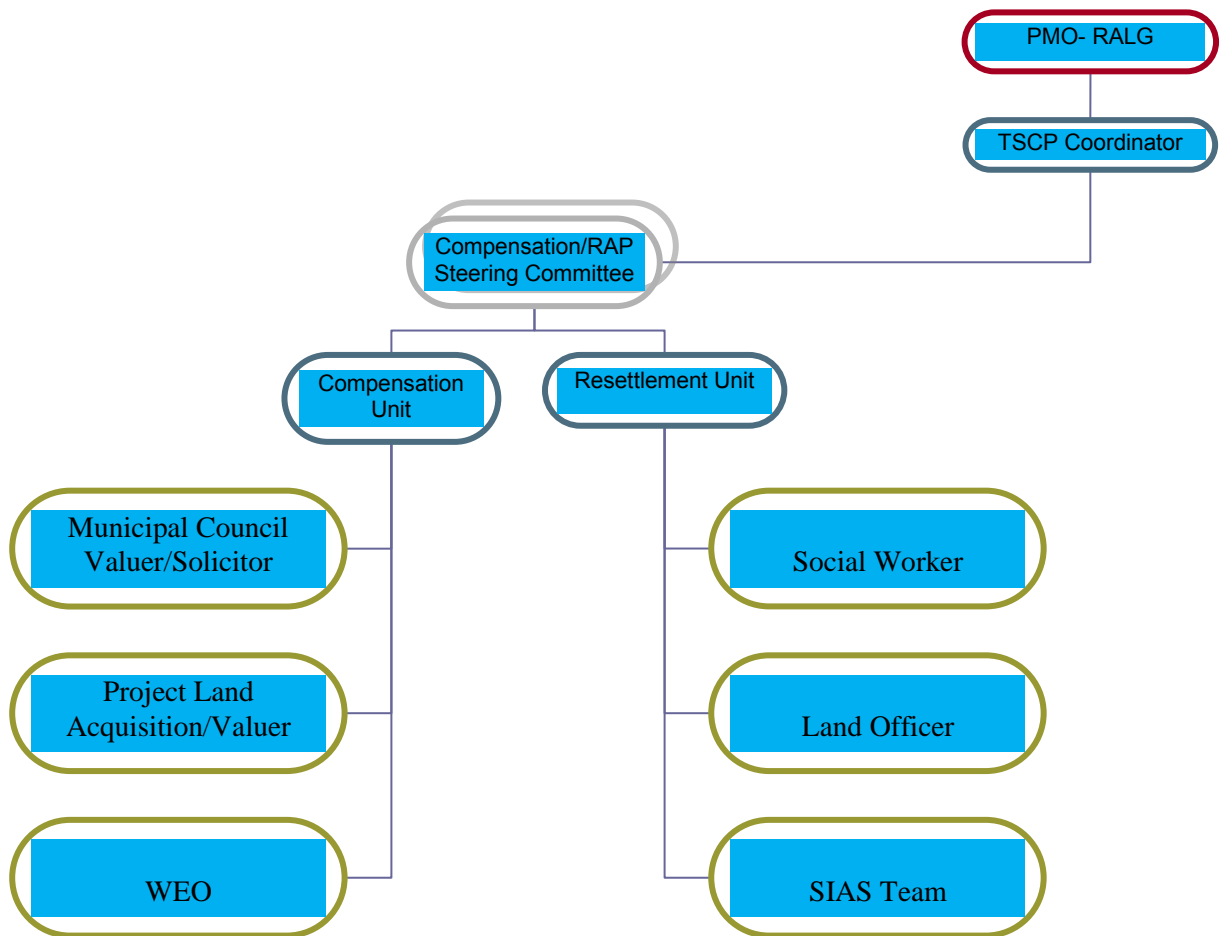 PMO- RALG
TSCP Coordinator
Compensation/RAP
Steering Committee
Compensation
Unit
Resettlement Unit
Municipal Council
Valuer/Solicitor
Social Worker
Project Land
Acquisition/Valuer
Land Officer
WEO
SIAS Team